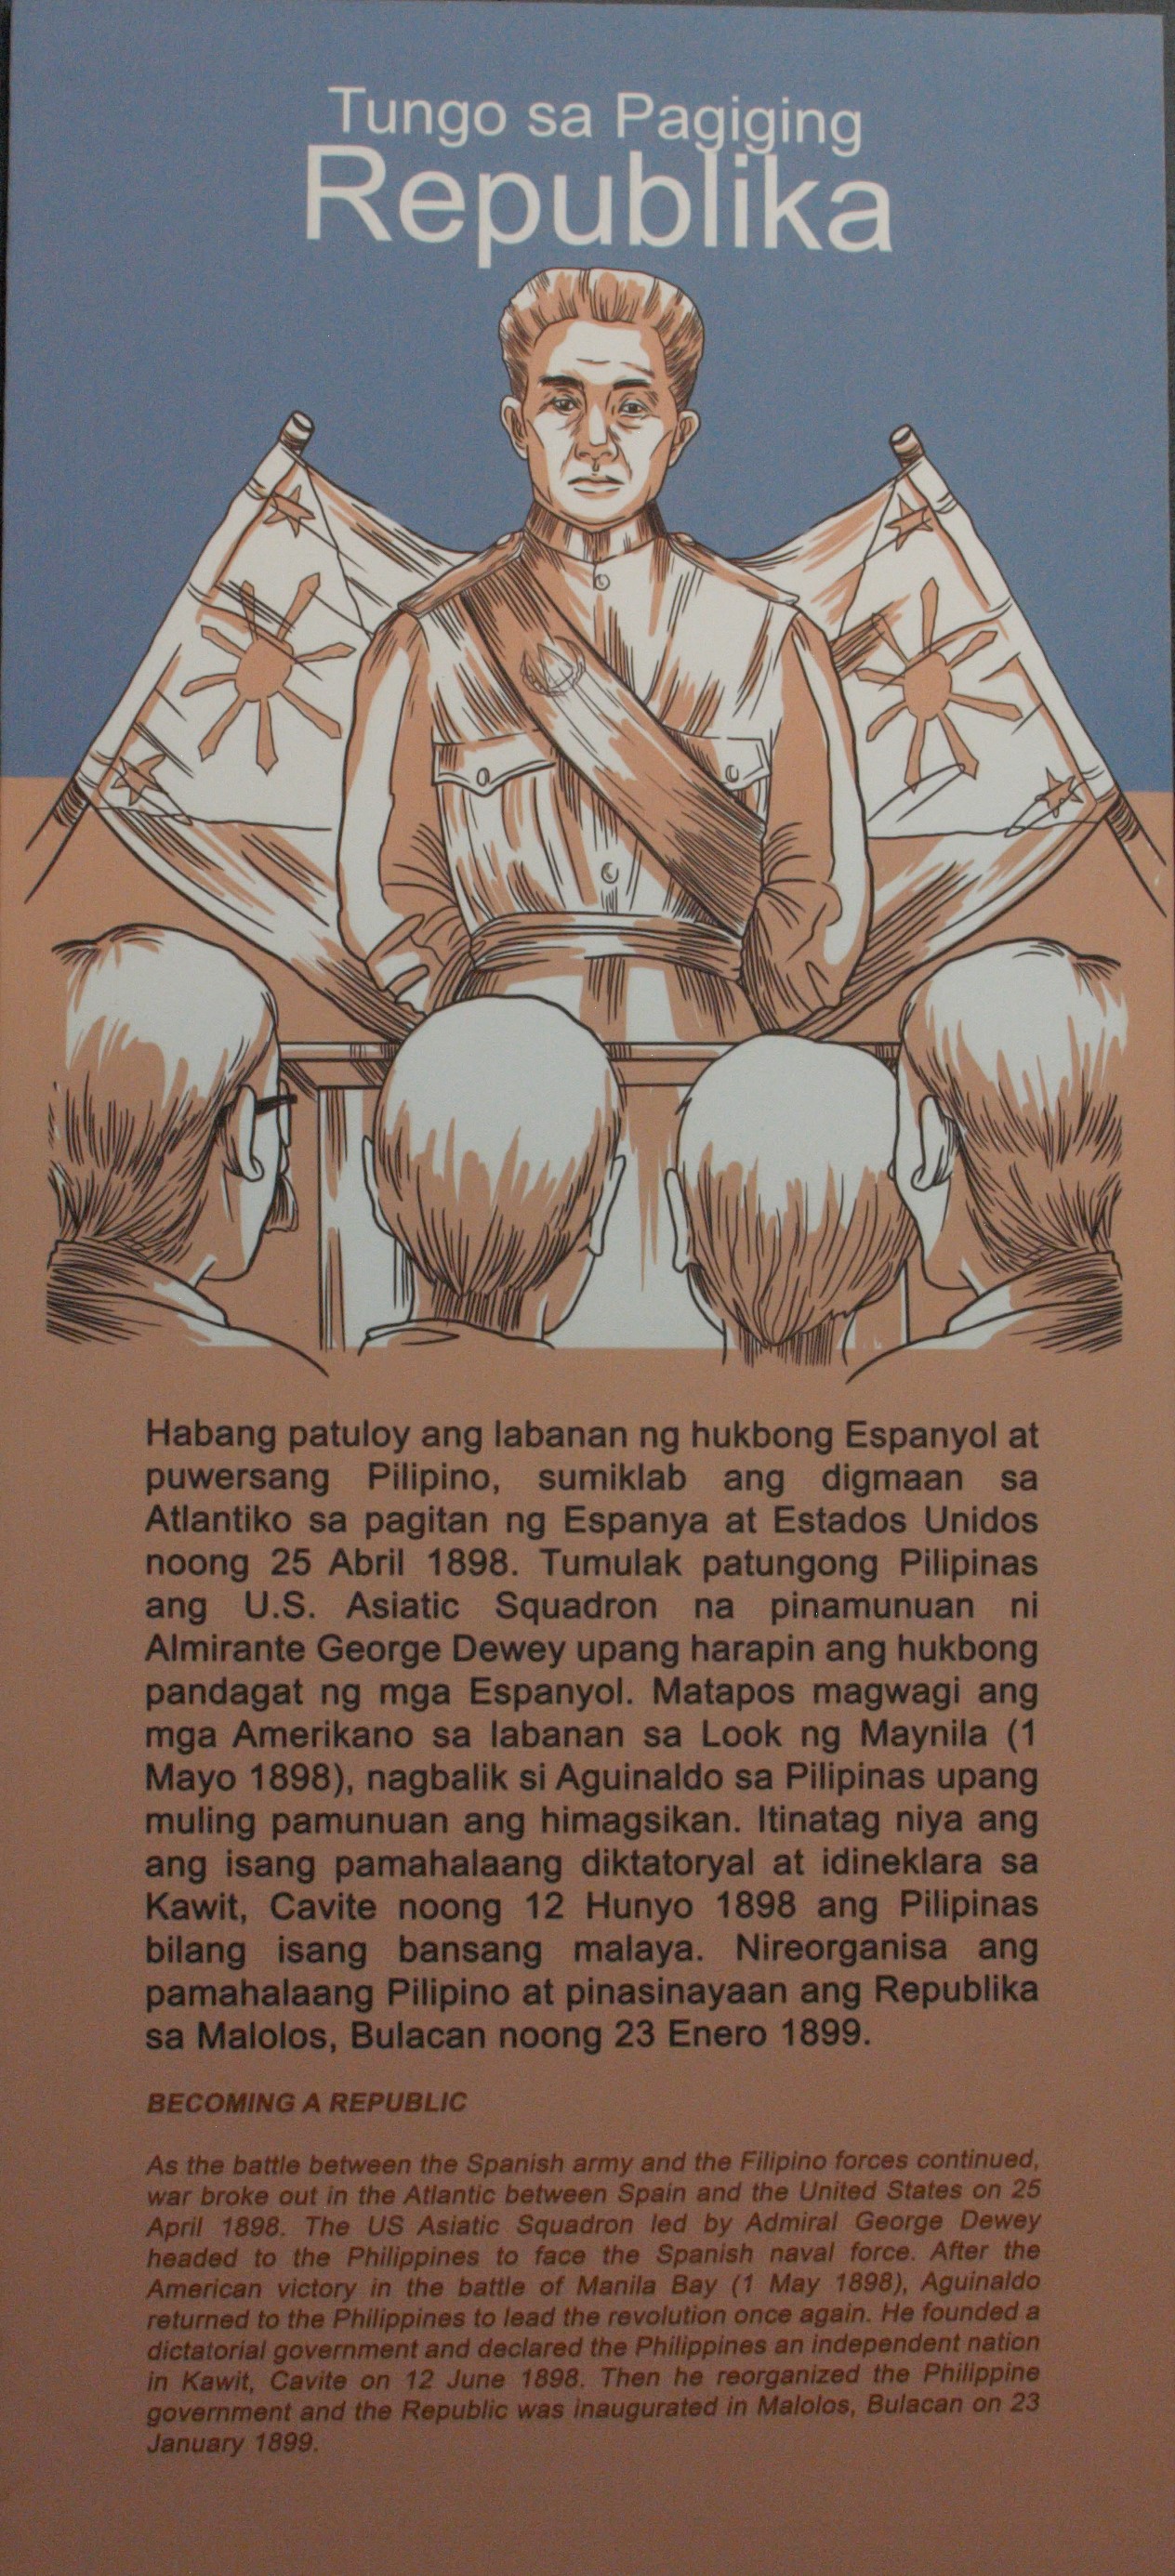 Tungo sa Pagiging
Republika
Habang patuloy ang labanan ng hukbong Espanyol at
puwersang Pilipino, sumiklab ang digmaan sa
Atlantiko sa pagitan ng Espanya at Estados Unidos
noong 25 Abril 1898. Tumulak patungong Pilipinas
ang U.S. Asiatic Squadron na pinamunuan ni
Almirante George Dewey upang harapin ang hukbong
pandagat ng mga Espanyol. Matapos magwagi ang
mga Amerikano sa labanan sa Look ng Maynila (1
Mayo 1898), nagbalik si Aguinaldo sa Pilipinas upang
muling pamunuan ang himagsikan. Itinatag niya ang
ang isang pamahalaang diktatoryal at idineklara sa
Kawit, Cavite noong 12 Hunyo 1898 ang Pilipinas
bilang isang bansang malaya. Nireorganisa ang
pamahalaang Pilipino at pinasinayaan ang Republika
sa Malolos, Bulacan noong 23 Enero 1899.
BECOMING A REPUBLIC
As the battle between the Spanish army and the Filipino forces continued,
war broke out in the Atlantic between Spain and the United States on 25
April 1898. The US Asiatic Squadron led by Admiral George Dewey
headed to the Philippines to face the Spanish naval force. After the
American victory in the battle of Manila Bay (1 May 1898), Aguinaldo
returned to the Philippines to lead the revolution once again. He founded a
dictatorial government and declared the Philippines an independent nation
in Kawit, Cavite on 12 June 1898. Then he reorganized the Philippine
government and the Republic was inaugurated in Malolos, Bulacan on 23
January 1899.